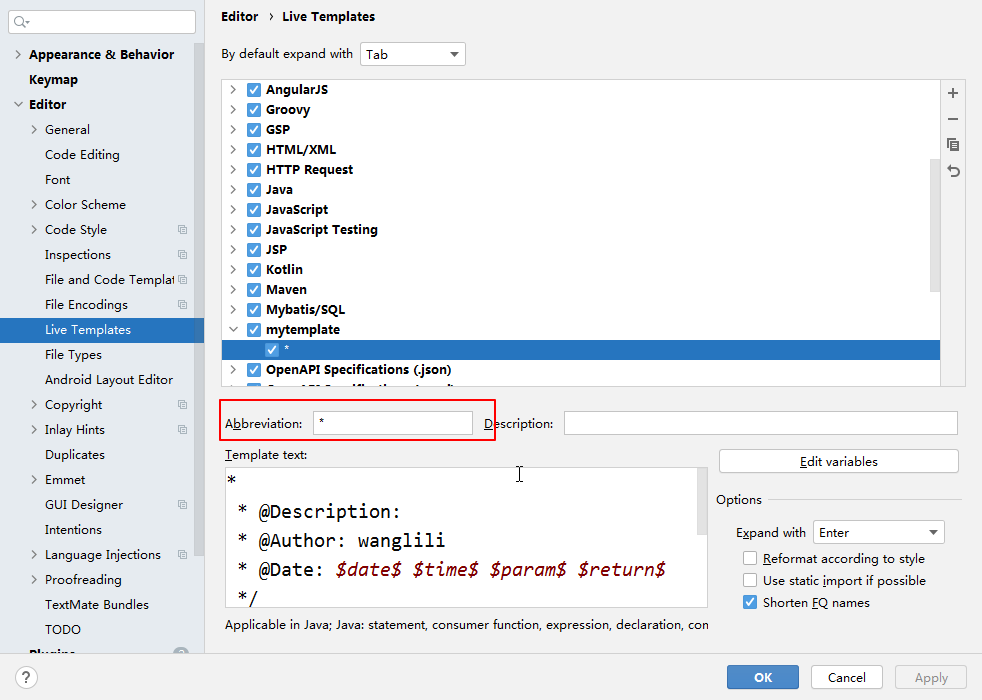 Appearance & Behavior
Keymap
Editor
General
Code Editing
Font
Color Scheme
Code Style
Inspections
File and Code Templat
File Encodings
Live Templates
File Types
Android Layout Editor
Copyright
Inlay Hints
Duplicates
Emmet
GUI Designer
Intentions
Language Injections
Proofreading
TextMate Bundles
TODO
Plugins
?
Editor › Live Templates
By default expand with Tab
AngularJS
Groovy
GSP
HTML/XML
HTTP Request
Java
JavaScript
JavaScript Testing
JSP
Kotlin
Maven
Mybatis/SQL
mytemplate
*
OpenAPI Specifications (.json)
Abbreviation: * Description:
Template text:
*
* @Description:
* @Author: wanglili
* @Date: $date$ $time$ $param$ $return$
*/
Applicable in Java; Java: statement, consumer function, expression, declaration, con
Edit variables
Options
Expand with Enter
Reformat according to style
Use static import if possible
Shorten FQ names
? OK Cancel Apply